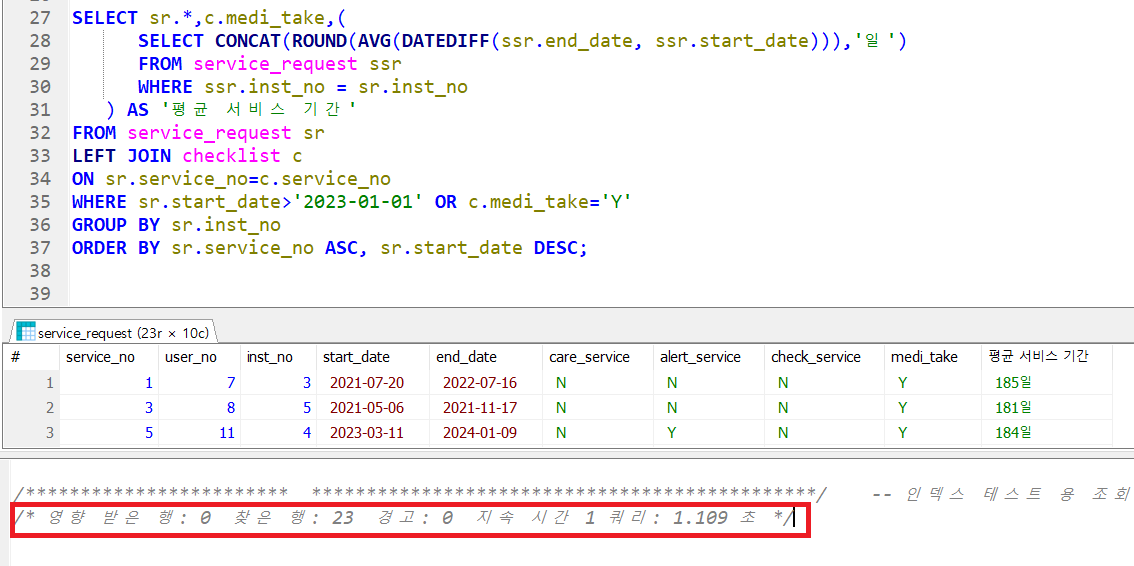 27 SELECT sr.*,c.medi_take,(
28 SELECT CONCAT(ROUND(AVG(DATEDIFF(ssr.end_date, ssr.start_date))),'일')
29 FROM service_request ssr
30 WHERE ssr.inst_no = sr.inst_no
31 ) AS '평균 서비스 기간'
32 FROM service_request sr
33 LEFT JOIN checklist c
34 ON sr.service_no=c.service_no
35 WHERE sr.start_date>'2023-01-01' OR c.medi_take='Y'
36 GROUP BY sr.inst_no
37 ORDER BY sr.service_no ASC, sr.start_date DESC;
38
39
service_request (23r × 10c)
# service_no user_no inst_no start_date end_date care_service alert_service check_service medi_take 평균 서비스 기간
1 1 7 3 2021-07-20 2022-07-16 N N N Y 185일
2 3 8 5 2021-05-06 2021-11-17 N N N Y 181일
3 5 11 4 2023-03-11 2024-01-09 N Y N Y 184일
/************************ **********************************************/ -- 인덱스 테스트 용 조회
/* 영향 받은 행: 0 찾은 행: 23 경고: 0 지속 시간 1 쿼리: 1.109 초 */